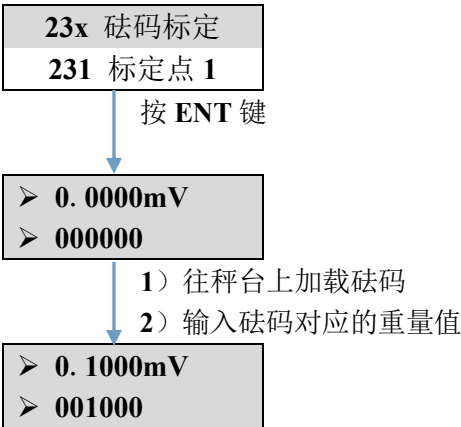 23x 砝码标定
231 标定点 1
按 ENT 键
➢ 0.0000mV
➢ 000000
1）往秤台上加载砝码
2）输入砝码对应的重量值
➢ 0.1000mV
➢ 001000